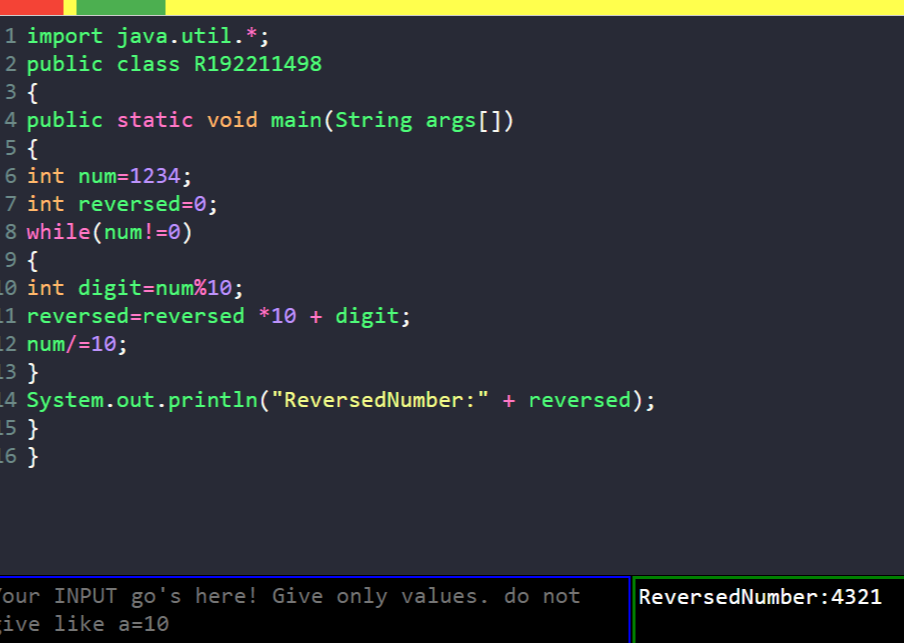 1 import java.util.*;
2 public class R192211498
3 {
4 public static void main(String args[])
5 {
6 int num=1234;
7 int reversed=0;
8 while(num!=0)
9 {
10 int digit=num%10;
11 reversed=reversed *10 + digit;
12 num/=10;
13 }
14 System.out.println("ReversedNumber:" + reversed);
15 }
16 }
Your INPUT go's here! Give only values. do not
give like a=10
ReversedNumber:4321